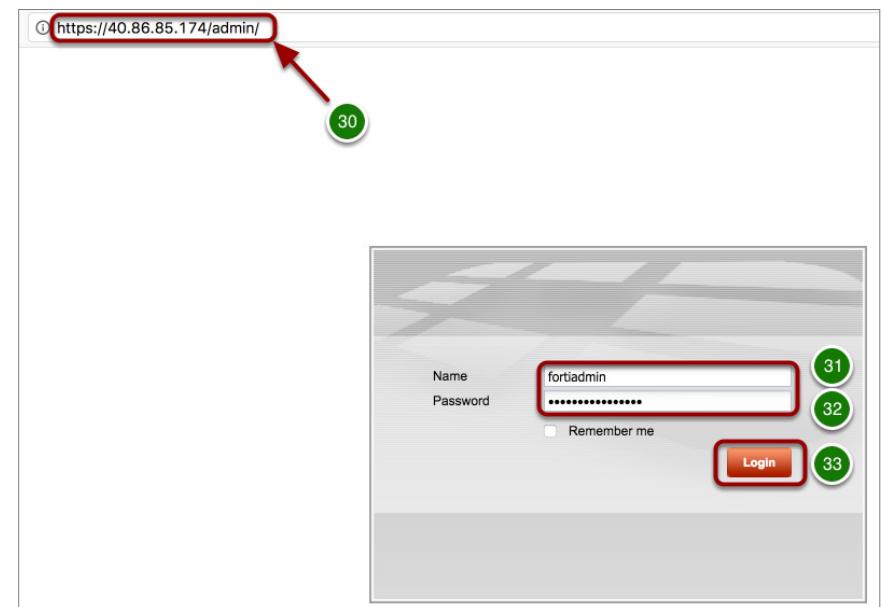 https://40.86.85.174/admin/
30
Name fortiadmin 31
Password •••••••••••••••• 32
Remember me
Login 33